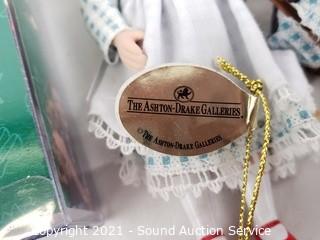 THE ASHTON-DRAKE GALLERIES
© THE ASHTON-DRAKE GALLERIES
Copyright 2021 - Sound Auction Service